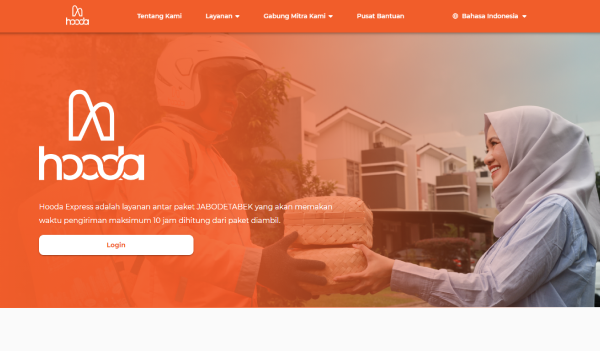 hooda
Tentang Kami
Layanan
Gabung Mitra Kami
Pusat Bantuan
Bahasa Indonesia
hooda
Hooda Express adalah layanan antar paket JABODETABEK yang akan memakan
waktu pengiriman maksimum 10 jam dihitung dari paket diambil.
Login